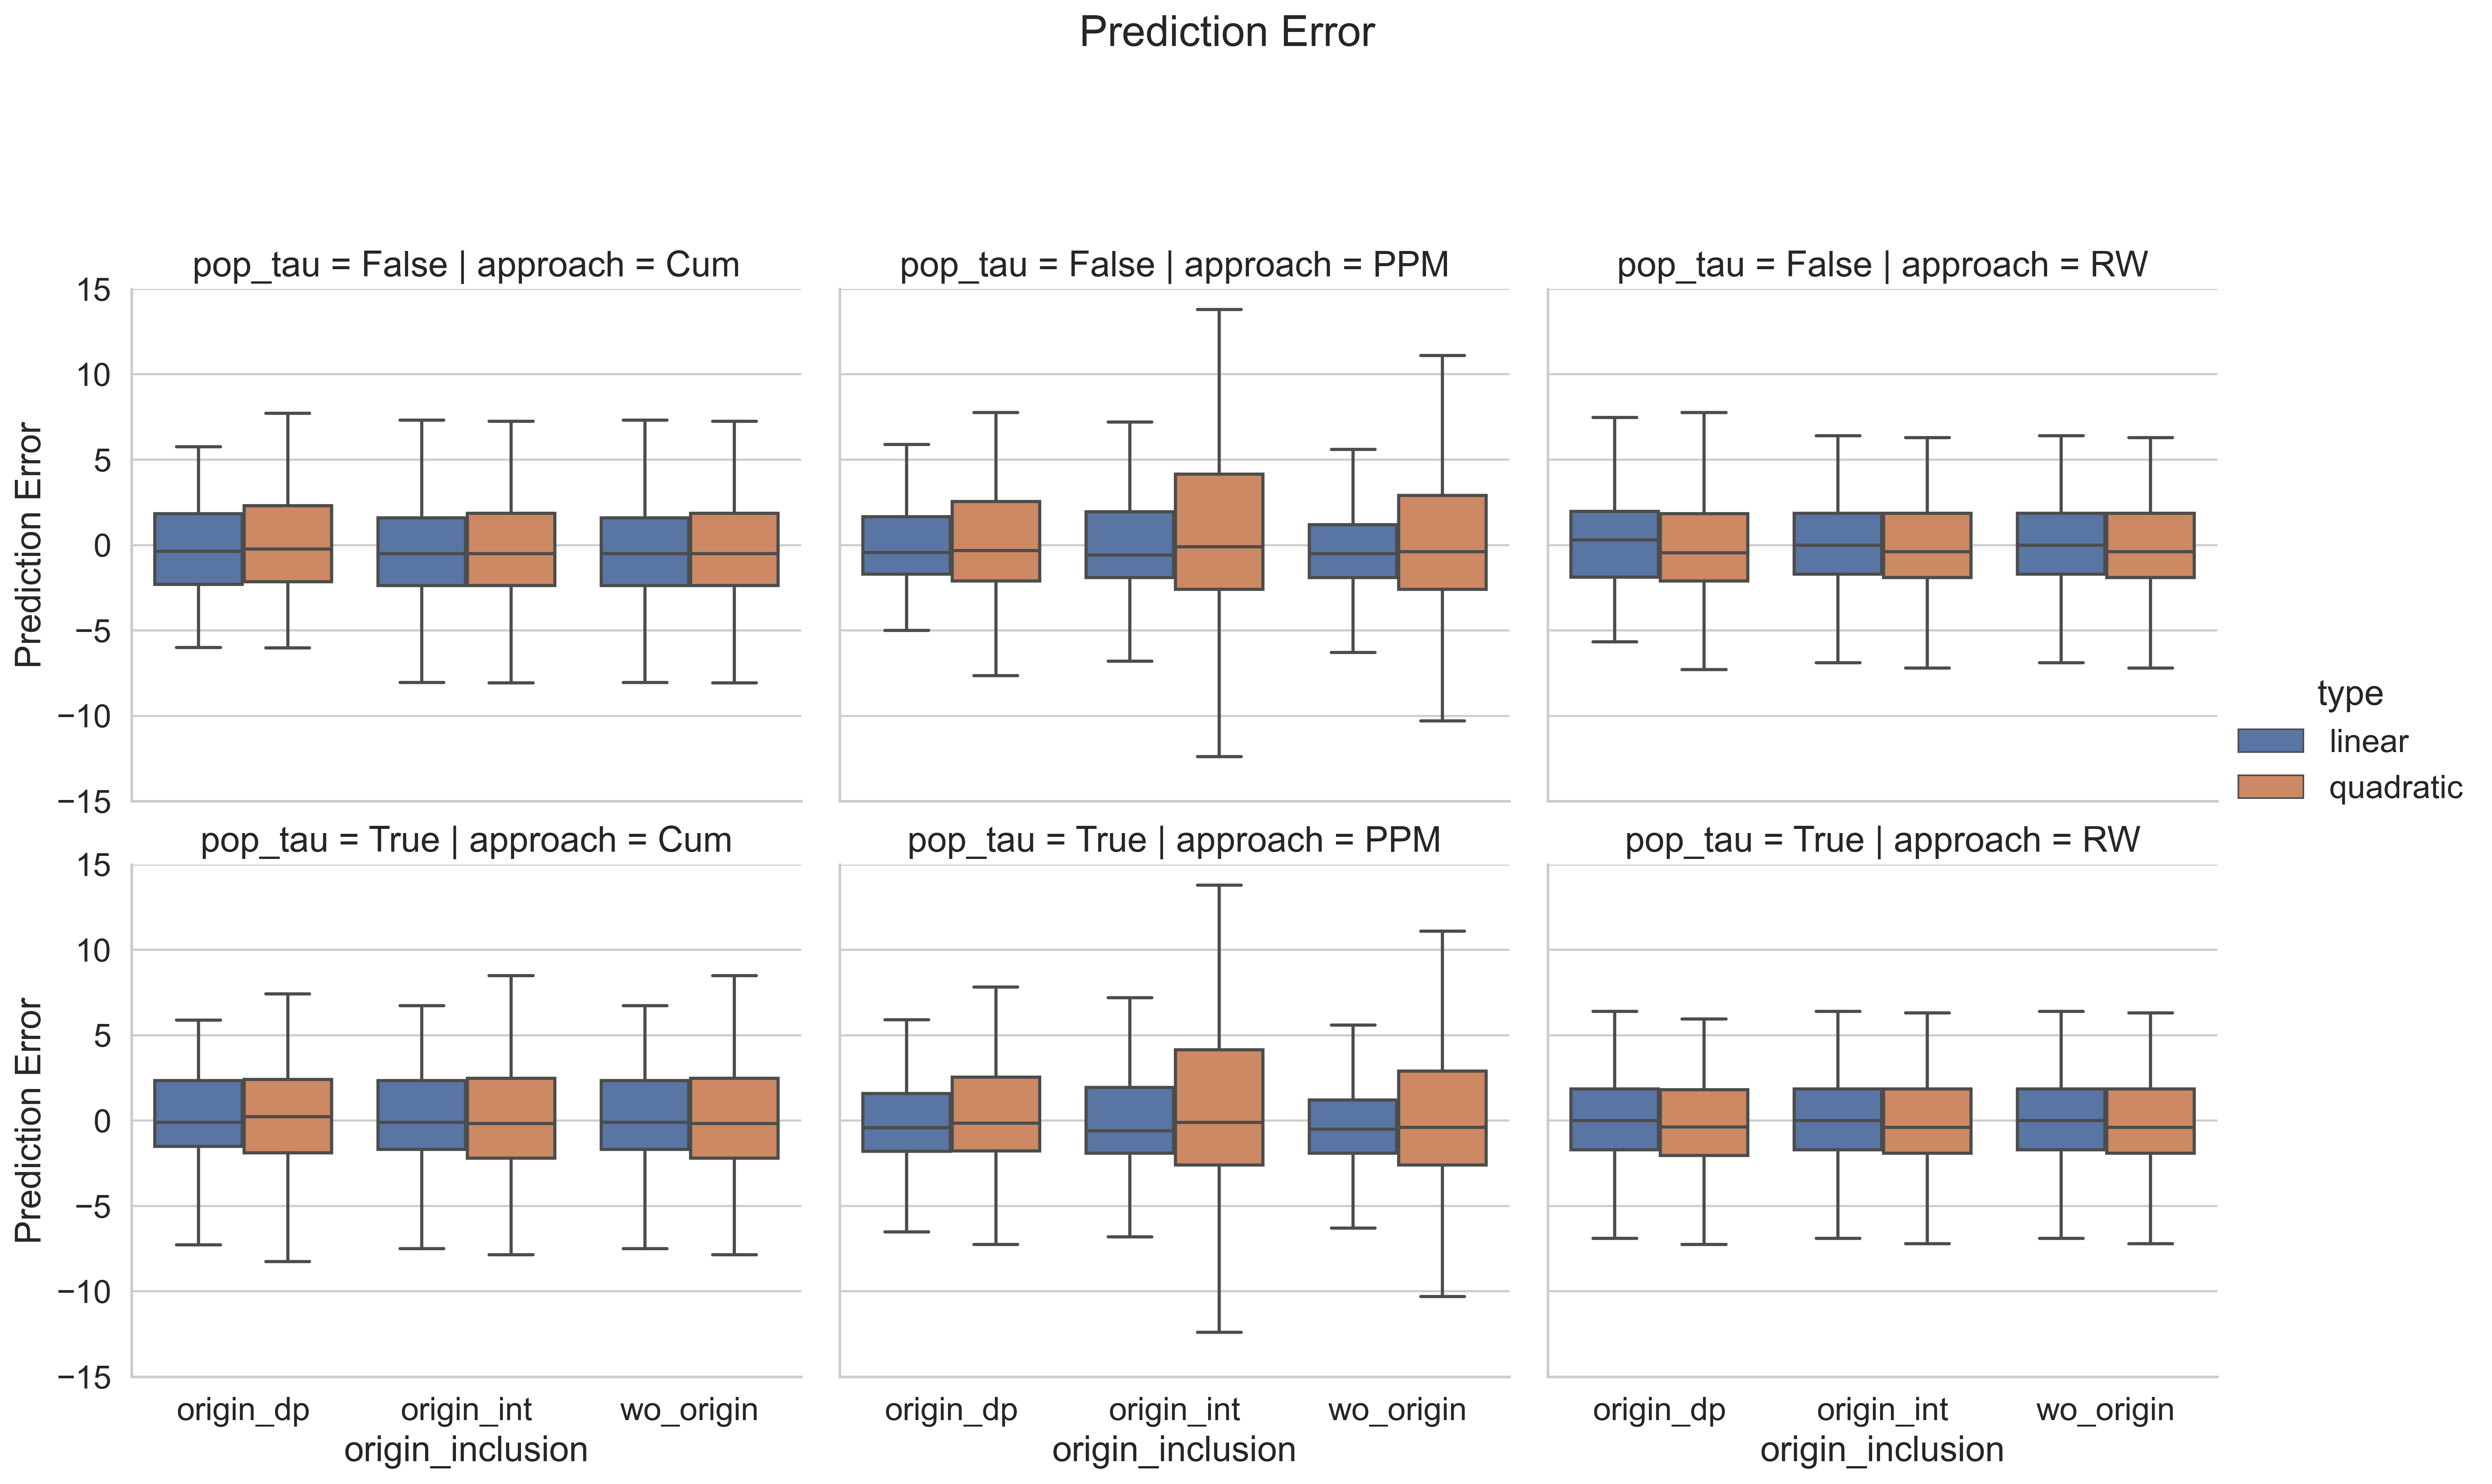 Prediction Error
pop_tau = False | approach = Cum
pop_tau = False | approach = PPM
pop_tau = False | approach = RW
Prediction Error
15
10
5
0
−5
−10
−15
type
linear
quadratic
pop_tau = True | approach = Cum
pop_tau = True | approach = PPM
pop_tau = True | approach = RW
Prediction Error
15
10
5
0
−5
−10
−15
origin_dp
origin_int
wo_origin
origin_inclusion
origin_dp
origin_int
wo_origin
origin_inclusion
origin_dp
origin_int
wo_origin
origin_inclusion